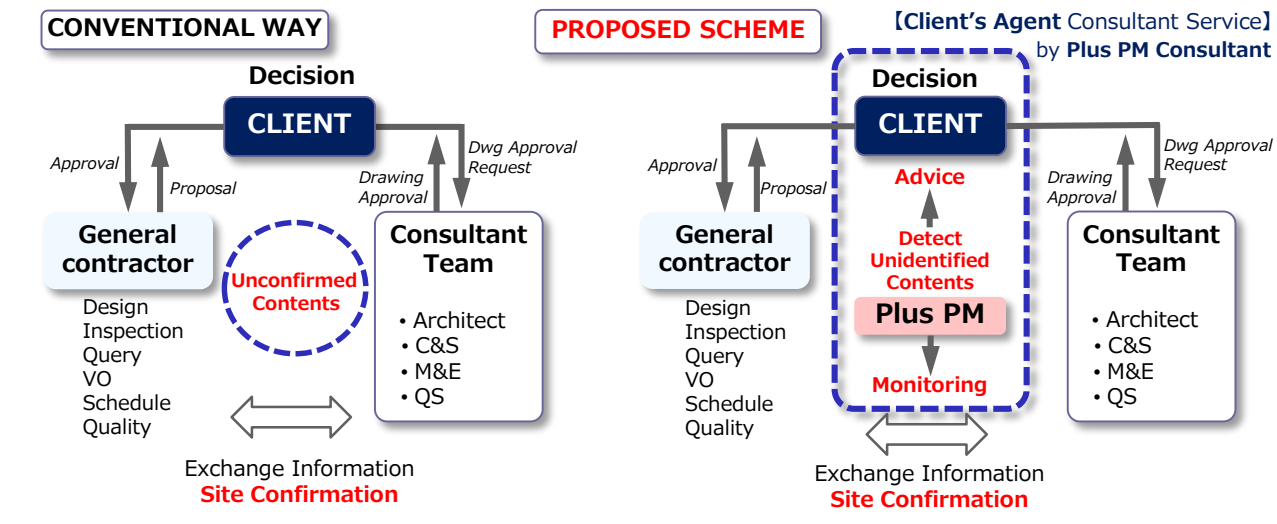 CONVENTIONAL WAY
Decision
CLIENT
Approval
Proposal
Drawing
Approval
Dwg Approval
Request
General
contractor
Unconfirmed
Contents
Consultant
Team
Design
Inspection
Query
VO
Schedule
Quality
• Architect
• C&S
• M&E
• QS
Exchange Information
Site Confirmation
PROPOSED SCHEME
【Client’s Agent Consultant Service】
by Plus PM Consultant
Decision
CLIENT
Approval
Proposal
Advice
Drawing
Approval
Dwg Approval
Request
General
contractor
Detect
Unidentified
Contents
Plus PM
Monitoring
Consultant
Team
Design
Inspection
Query
VO
Schedule
Quality
• Architect
• C&S
• M&E
• QS
Exchange Information
Site Confirmation